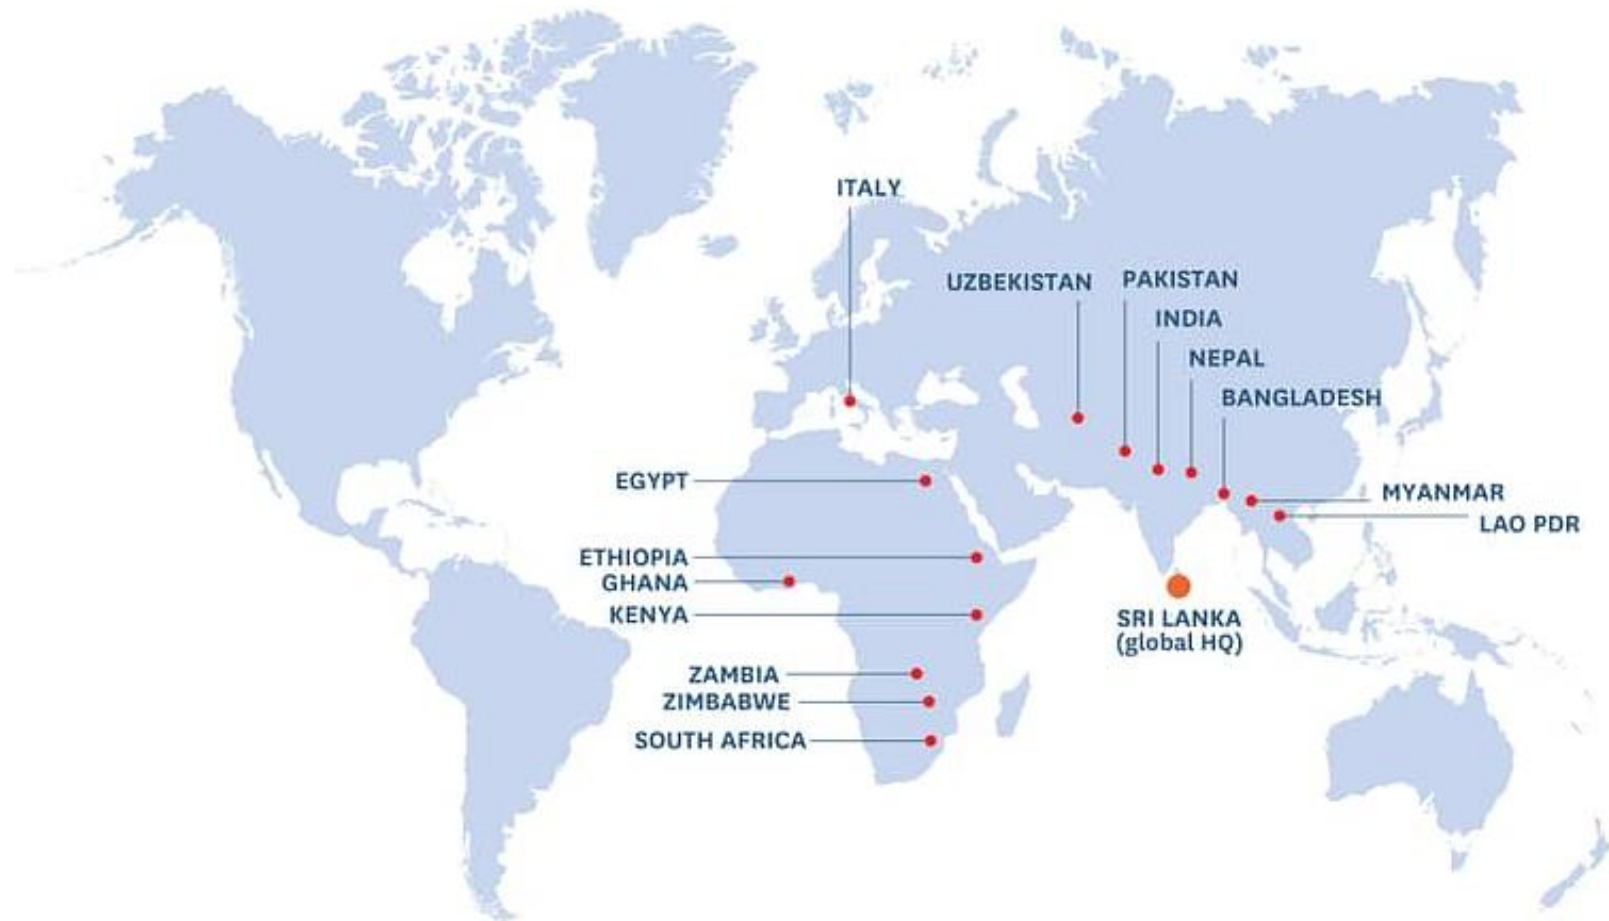 ITALY
UZBEKISTAN
PAKISTAN
INDIA
NEPAL
BANGLADESH
EGYPT
MYANMAR
LAO PDR
ETHIOPIA
GHANA
KENYA
SRI LANKA
(global HQ)
ZAMBIA
ZIMBABWE
SOUTH AFRICA